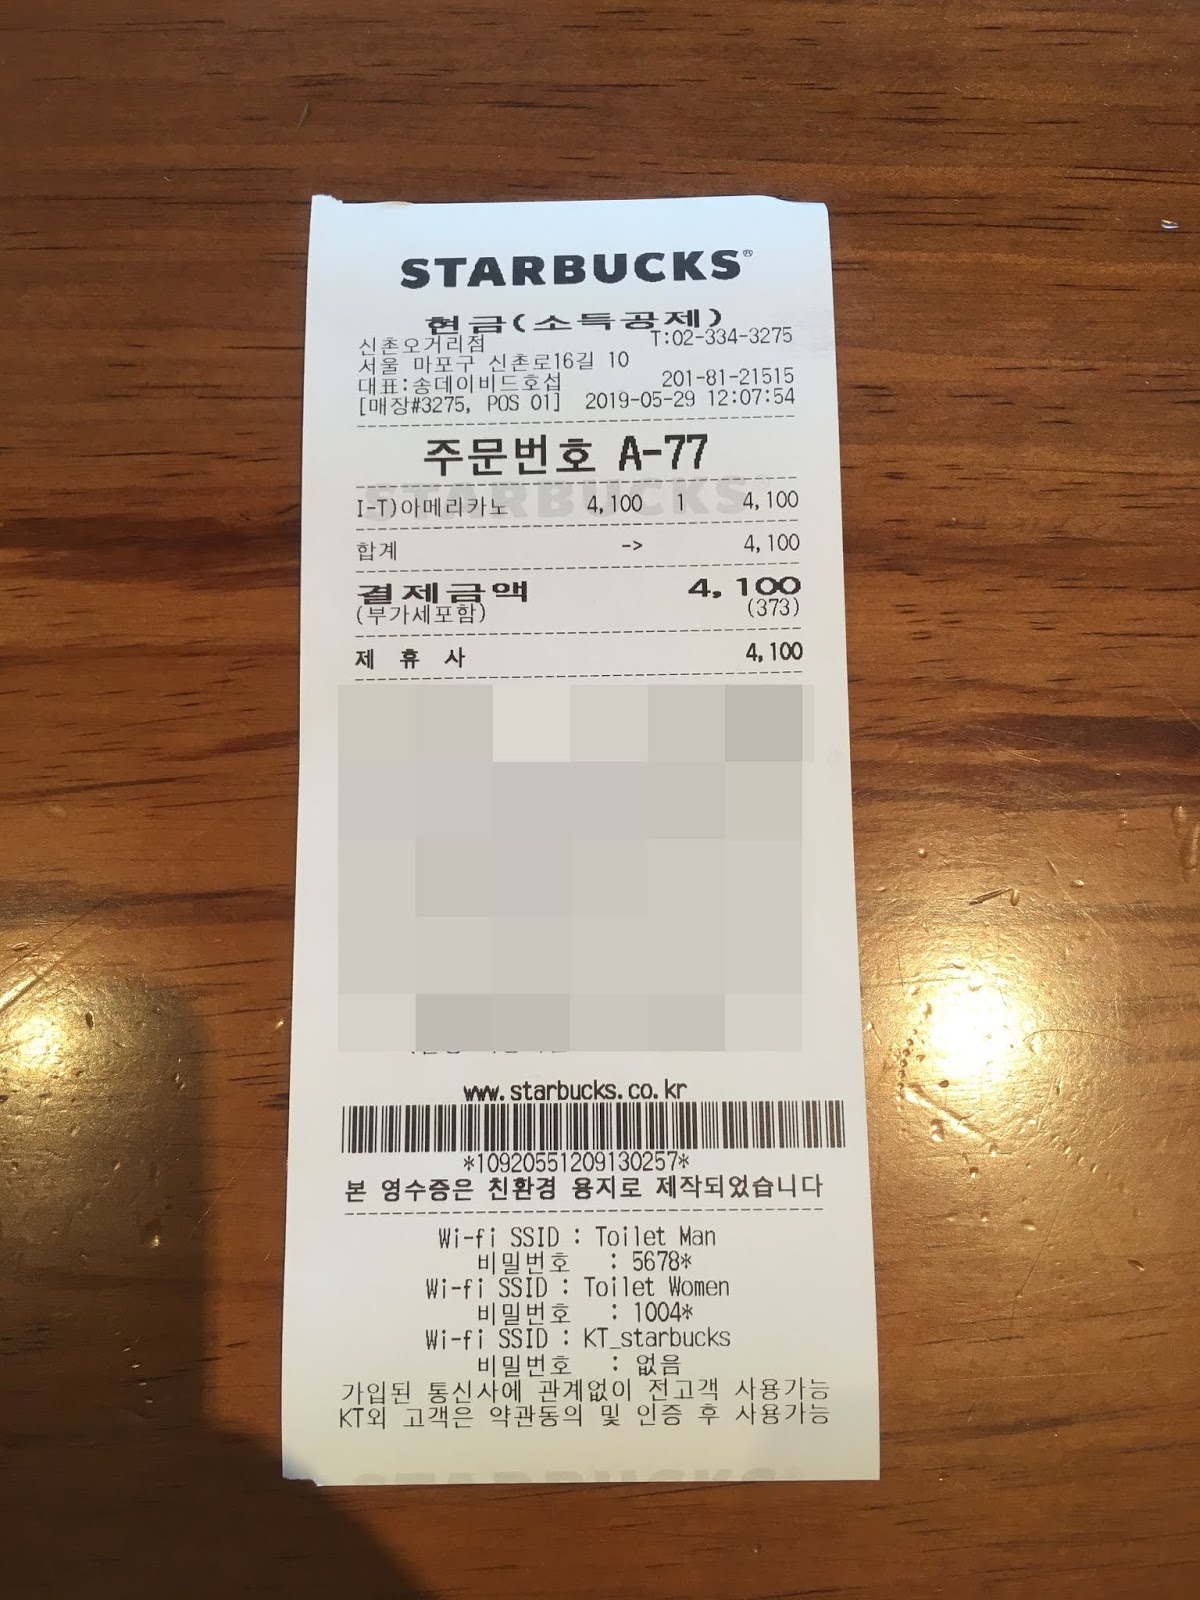 STARBUCKS®
현금(소득공제)
신촌오거리점 T:02-334-3275
서울 마포구 신촌로16길 10
대표:송데이비드호섭 201-81-21515
[매장#3275, POS 01] 2019-05-29 12:07:54
주문번호 A-77
I-T)아메리카노 4,100 1 4,100
합계 -> 4,100
결제금액 4,100
(부가세포함) (373)
제 휴 사 4,100
www.starbucks.co.kr
*10920551209130257*
본 영수증은 친환경 용지로 제작되었습니다
Wi-fi SSID : Toilet Man
비밀번호 : 5678*
Wi-fi SSID : Toilet Women
비밀번호 : 1004*
Wi-fi SSID : KT_starbucks
비밀번호 : 없음
가입된 통신사에 관계없이 전고객 사용가능
KT외 고객은 약관동의 및 인증 후 사용가능
STARBUCKS